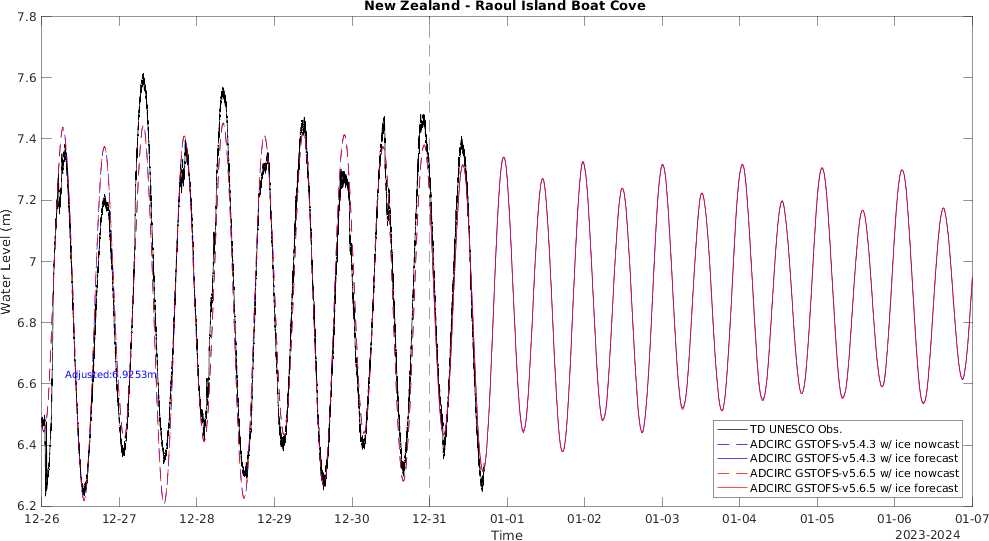 New Zealand - Raoul Island Boat Cove
7.8
7.6
7.4
7.2
7
6.8
6.6
6.4
6.2
Water Level (m)
Adjusted:6.9253m
TD UNESCO Obs.
ADCIRC GSTOFS-v5.4.3 w/ ice nowcast
ADCIRC GSTOFS-v5.4.3 w/ ice forecast
ADCIRC GSTOFS-v5.6.5 w/ ice nowcast
ADCIRC GSTOFS-v5.6.5 w/ ice forecast
12-26 12-27 12-28 12-29 12-30 12-31 01-01 01-02 01-03 01-04 01-05 01-06 01-07
Time
2023-2024